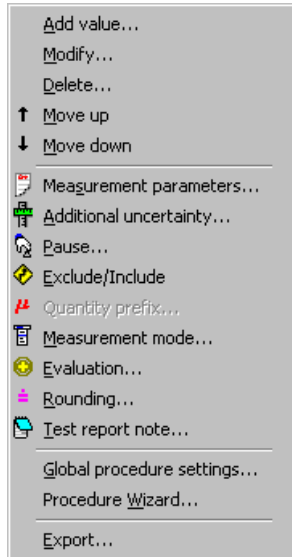 Add value...
Modify...
Delete...
Move up
Move down
Measurement parameters...
Additional uncertainty...
Pause...
Exclude/Include
μ Quantity prefix...
Measurement mode...
Evaluation...
Rounding...
Test report note...
Global procedure settings...
Procedure Wizard...
Export...